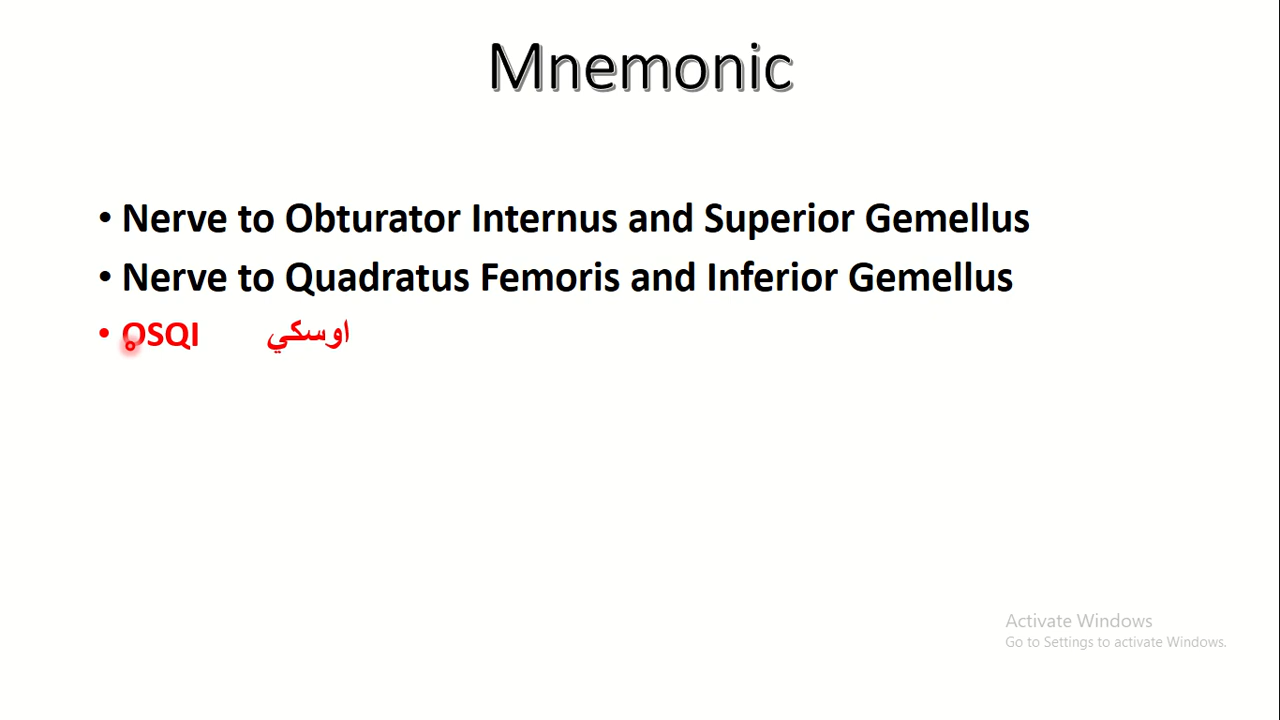 Mnemonic
• Nerve to Obturator Internus and Superior Gemellus
• Nerve to Quadratus Femoris and Inferior Gemellus
• OSQI اوسكي
Activate Windows
Go to Settings to activate Windows.